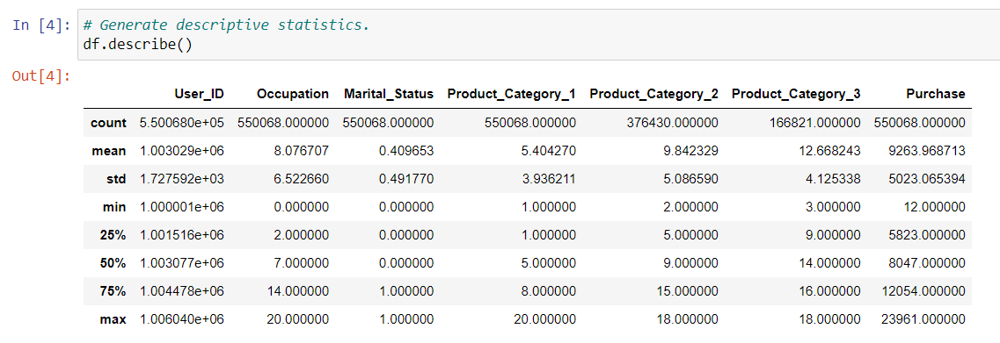 In [4]: # Generate descriptive statistics.
df.describe()
Out[4]:
User_ID Occupation Marital_Status Product_Category_1 Product_Category_2 Product_Category_3 Purchase
count 5.500680e+05 550068.000000 550068.000000 550068.000000 376430.000000 166821.000000 550068.000000
mean 1.003029e+06 8.076707 0.409653 5.404270 9.842329 12.668243 9263.968713
std 1.727592e+03 6.522660 0.491770 3.936211 5.086590 4.125338 5023.065394
min 1.000001e+06 0.000000 0.000000 1.000000 2.000000 3.000000 12.000000
25% 1.001516e+06 2.000000 0.000000 1.000000 5.000000 9.000000 5823.000000
50% 1.003077e+06 7.000000 0.000000 5.000000 9.000000 14.000000 8047.000000
75% 1.004478e+06 14.000000 1.000000 8.000000 15.000000 16.000000 12054.000000
max 1.006040e+06 20.000000 1.000000 20.000000 18.000000 18.000000 23961.000000